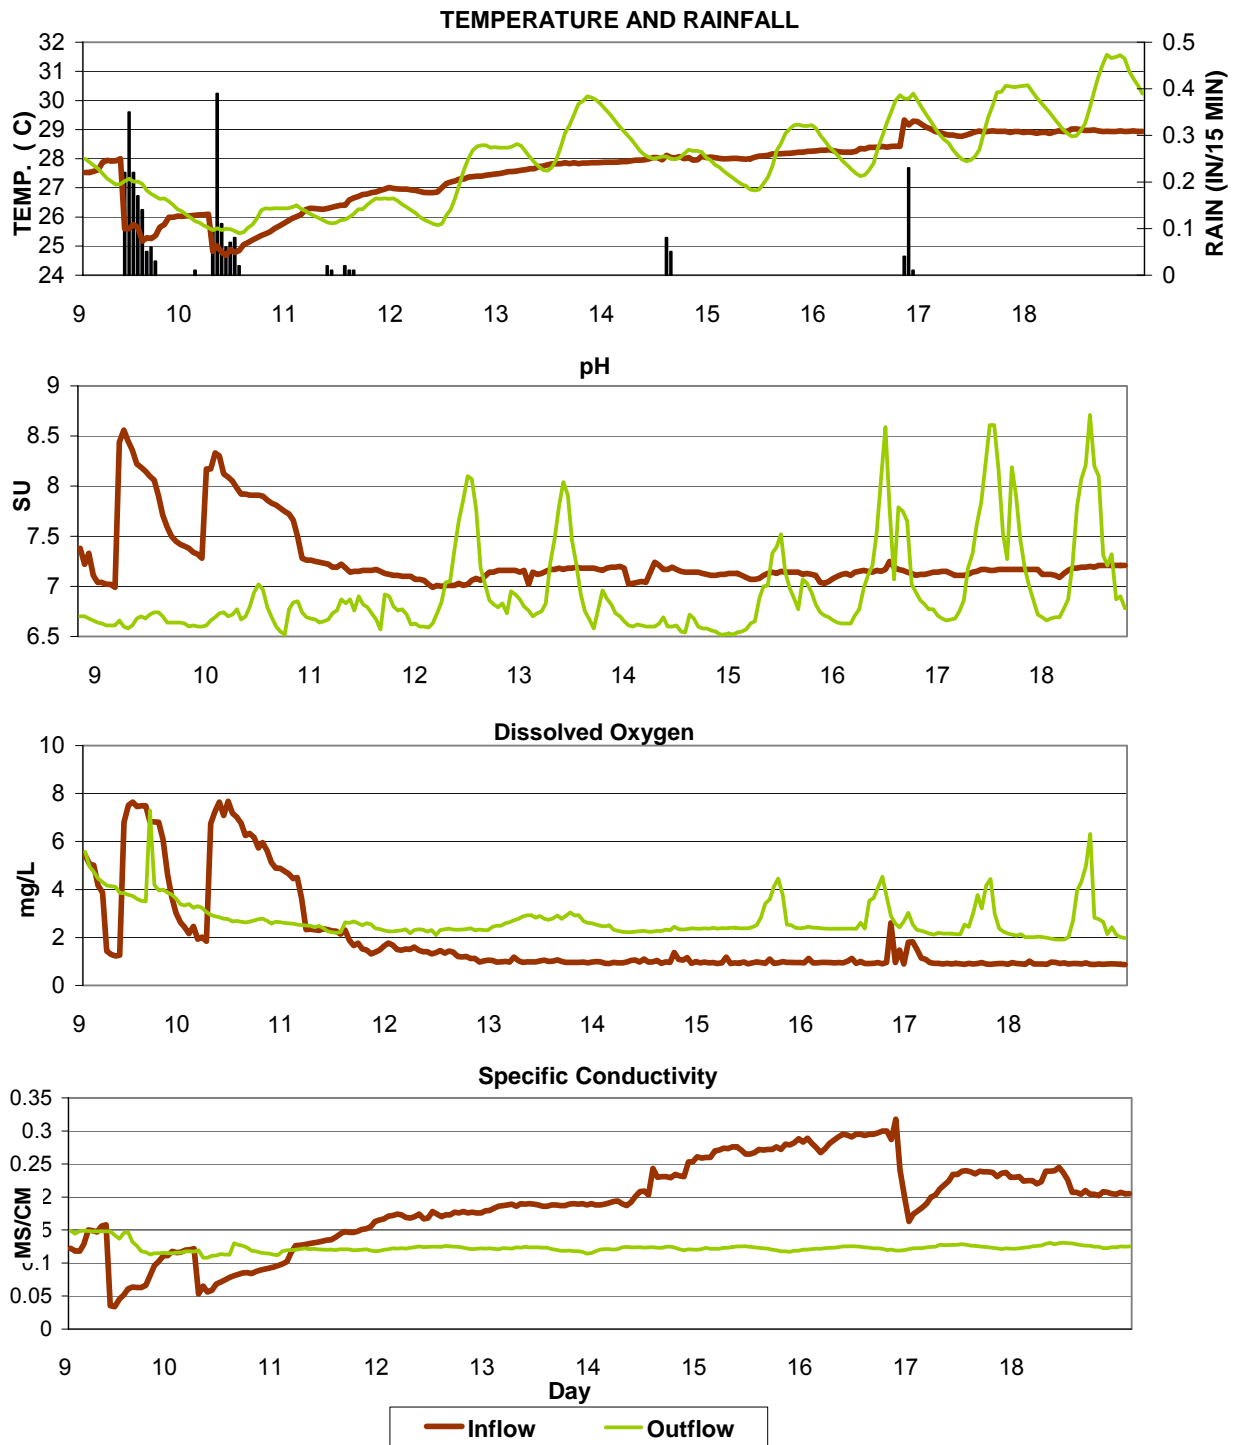 TEMPERATURE AND RAINFALL
32
31
30
29
28
27
26
25
24
TEMP. ( C)
0.5
0.4
0.3
0.2
0.1
0
RAIN (IN/15 MIN)
9 10 11 12 13 14 15 16 17 18
pH
9
8.5
8
7.5
7
6.5
SU
9 10 11 12 13 14 15 16 17 18
Dissolved Oxygen
10
8
6
4
2
0
mg/L
9 10 11 12 13 14 15 16 17 18
Specific Conductivity
0.35
0.3
0.25
2
5
0.1
0.05
0
MS/CM
9 10 11 12 13 14 15 16 17 18
Day
Inflow Outflow